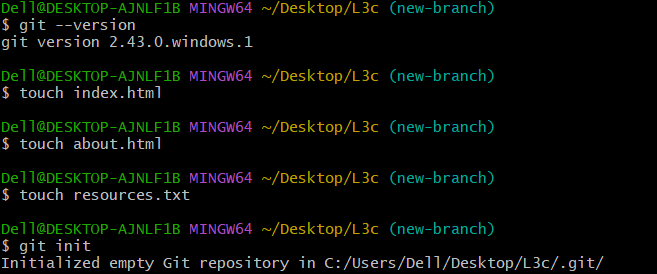 Dell@DESKTOP-AJNLF1B MINGW64 ~/Desktop/L3c (new-branch)
$ git --version
git version 2.43.0.windows.1
Dell@DESKTOP-AJNLF1B MINGW64 ~/Desktop/L3c (new-branch)
$ touch index.html
Dell@DESKTOP-AJNLF1B MINGW64 ~/Desktop/L3c (new-branch)
$ touch about.html
Dell@DESKTOP-AJNLF1B MINGW64 ~/Desktop/L3c (new-branch)
$ touch resources.txt
Dell@DESKTOP-AJNLF1B MINGW64 ~/Desktop/L3c (new-branch)
$ git init
Initialized empty Git repository in C:/Users/Dell/Desktop/L3c/.git/